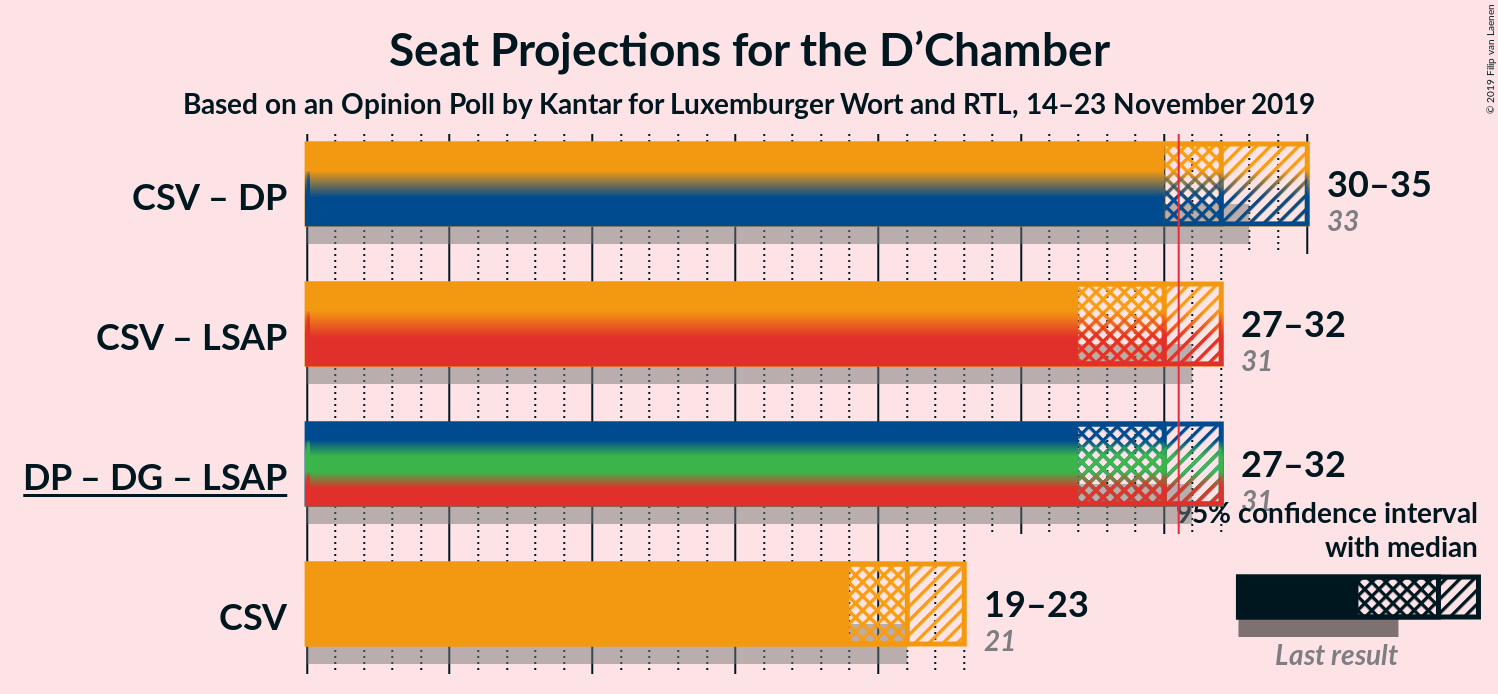 Seat Projections for the D’Chamber
Based on an Opinion Poll by Kantar for Luxemburger Wort and RTL, 14–23 November 2019
© 2019 Filip van Laenen
CSV – DP
30–35
33
CSV – LSAP
27–32
31
DP – DG – LSAP
27–32
31
95% confidence interval
with median
CSV
19–23
21
Last result